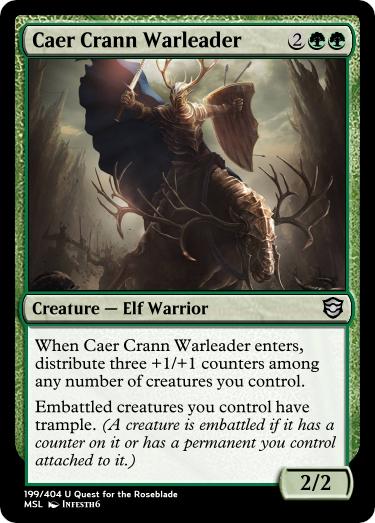 Caer Crann Warleader 2
Creature — Elf Warrior
When Caer Crann Warleader enters,
distribute three +1/+1 counters among
any number of creatures you control.
Embattled creatures you control have
trample. (A creature is embattled if it has a
counter on it or has a permanent you control
attached to it.)
2/2
199/404 U Quest for the Roseblade
MSL Infesth6